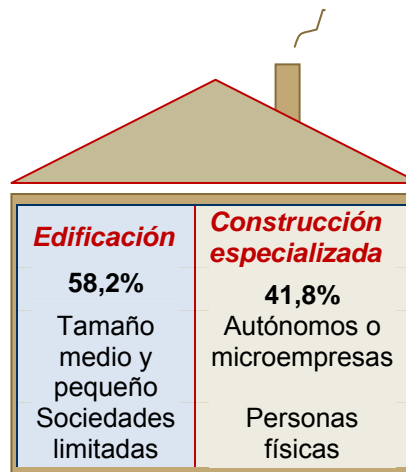 Edificación
58,2%
Tamaño
medio y
pequeño
Sociedades
limitadas
Construcción
especializada
41,8%
Autónomos o
microempresas
Personas
físicas